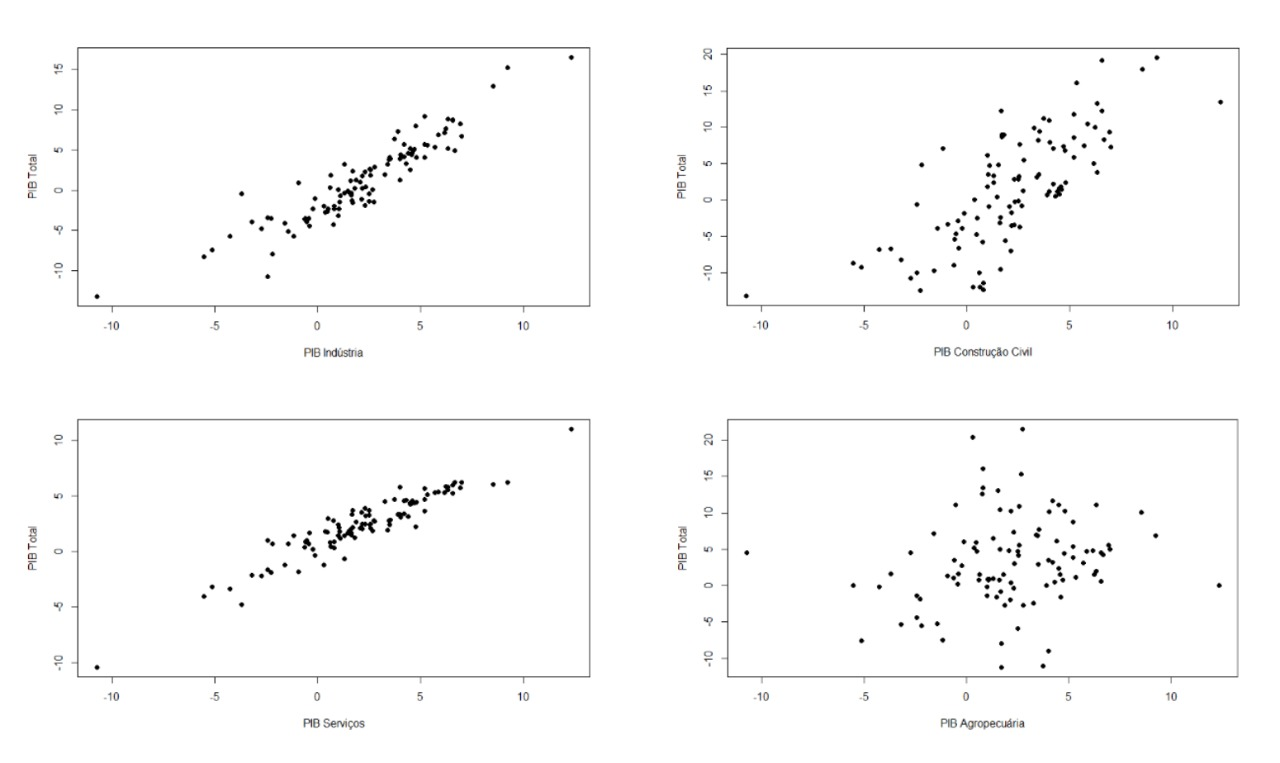 15
10
5
0
-5
-10
PIB Total
-10 -5 0 5 10
PIB Indústria
20
15
10
5
0
-5
-10
PIB Total
-10 -5 0 5 10
PIB Construção Civil
10
5
0
-5
-10
PIB Total
-10 -5 0 5 10
PIB Serviços
20
15
10
5
0
-5
-10
PIB Total
-10 -5 0 5 10
PIB Agropecuária